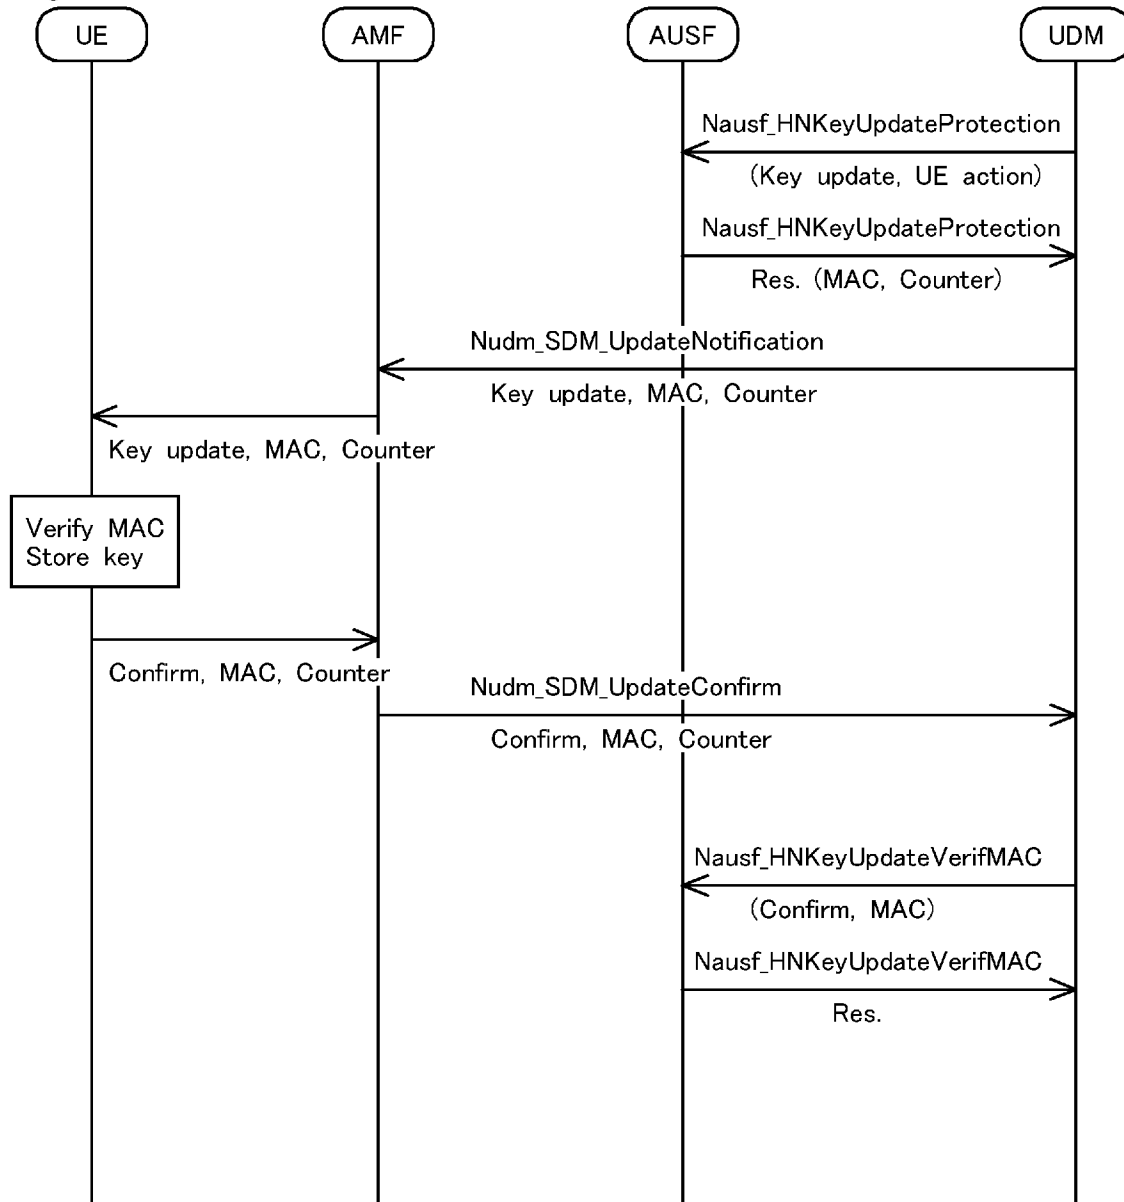 UE
AMF
AUSF
UDM
Nausf_HNKeyUpdateProtection
(Key update, UE action)
Nausf_HNKeyUpdateProtection
Res. (MAC, Counter)
Nudm_SDM_UpdateNotification
Key update, MAC, Counter
Key update, MAC, Counter
Verify MAC
Store key
Confirm, MAC, Counter
Nudm_SDM_UpdateConfirm
Confirm, MAC, Counter
Nausf_HNKeyUpdateVerifMAC
(Confirm, MAC)
Nausf_HNKeyUpdateVerifMAC
Res.